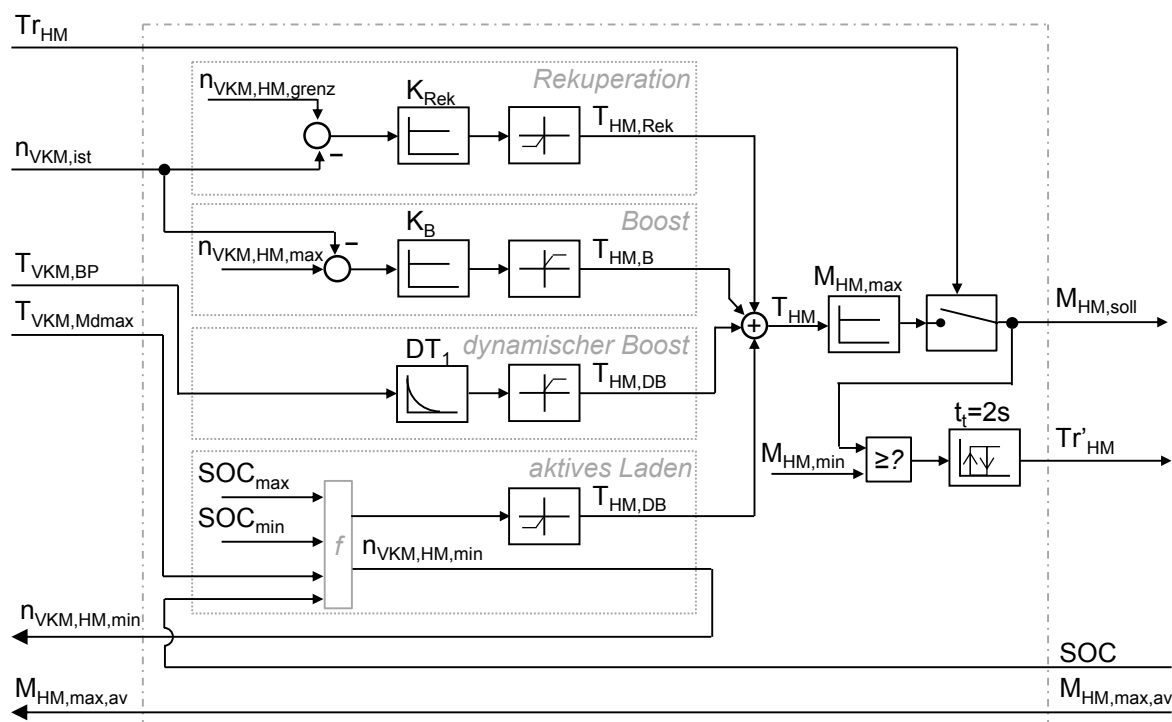 Tr_HM
Rekuperation
n_VKM,HM,grenz
K_Rek
T_HM,Rek
−
n_VKM,ist
Boost
−
K_B
n_VKM,HM,max
T_HM,B
T_VKM,BP
T_VKM,Mdmax
M_HM,max
M_HM,soll
T_HM
+
dynamischer Boost
DT_1
T_HM,DB
t_t=2s
M_HM,min
≥?
Tr'_HM
aktives Laden
SOC_max
T_HM,DB
SOC_min
f
n_VKM,HM,min
n_VKM,HM,min
SOC
M_HM,max,av
M_HM,max,av